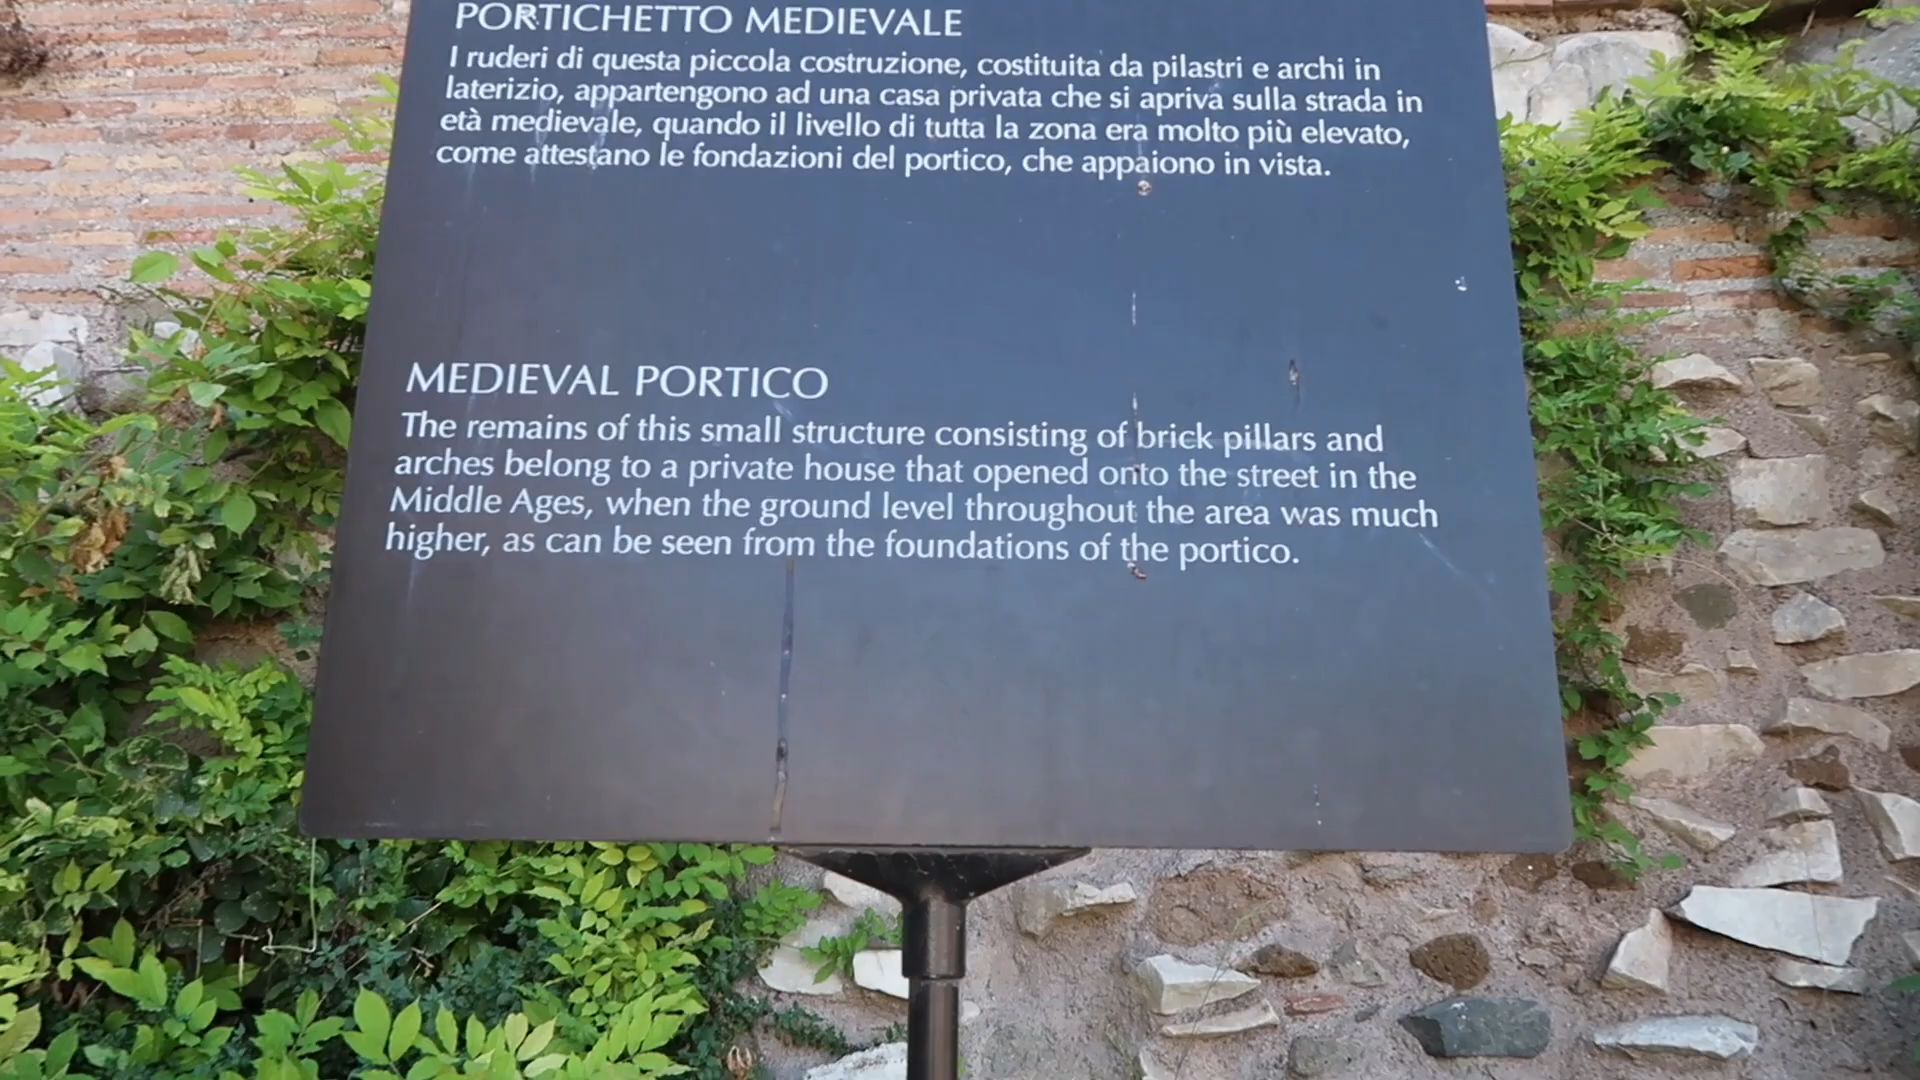 PORTICHETTO MEDIEVALE
I ruderi di questa piccola costruzione, costituita da pilastri e archi in
laterizio, appartengono ad una casa privata che si apriva sulla strada in
età medievale, quando il livello di tutta la zona era molto più elevato,
come attestano le fondazioni del portico, che appaiono in vista.
MEDIEVAL PORTICO
The remains of this small structure consisting of brick pillars and
arches belong to a private house that opened onto the street in the
Middle Ages, when the ground level throughout the area was much
higher, as can be seen from the foundations of the portico.